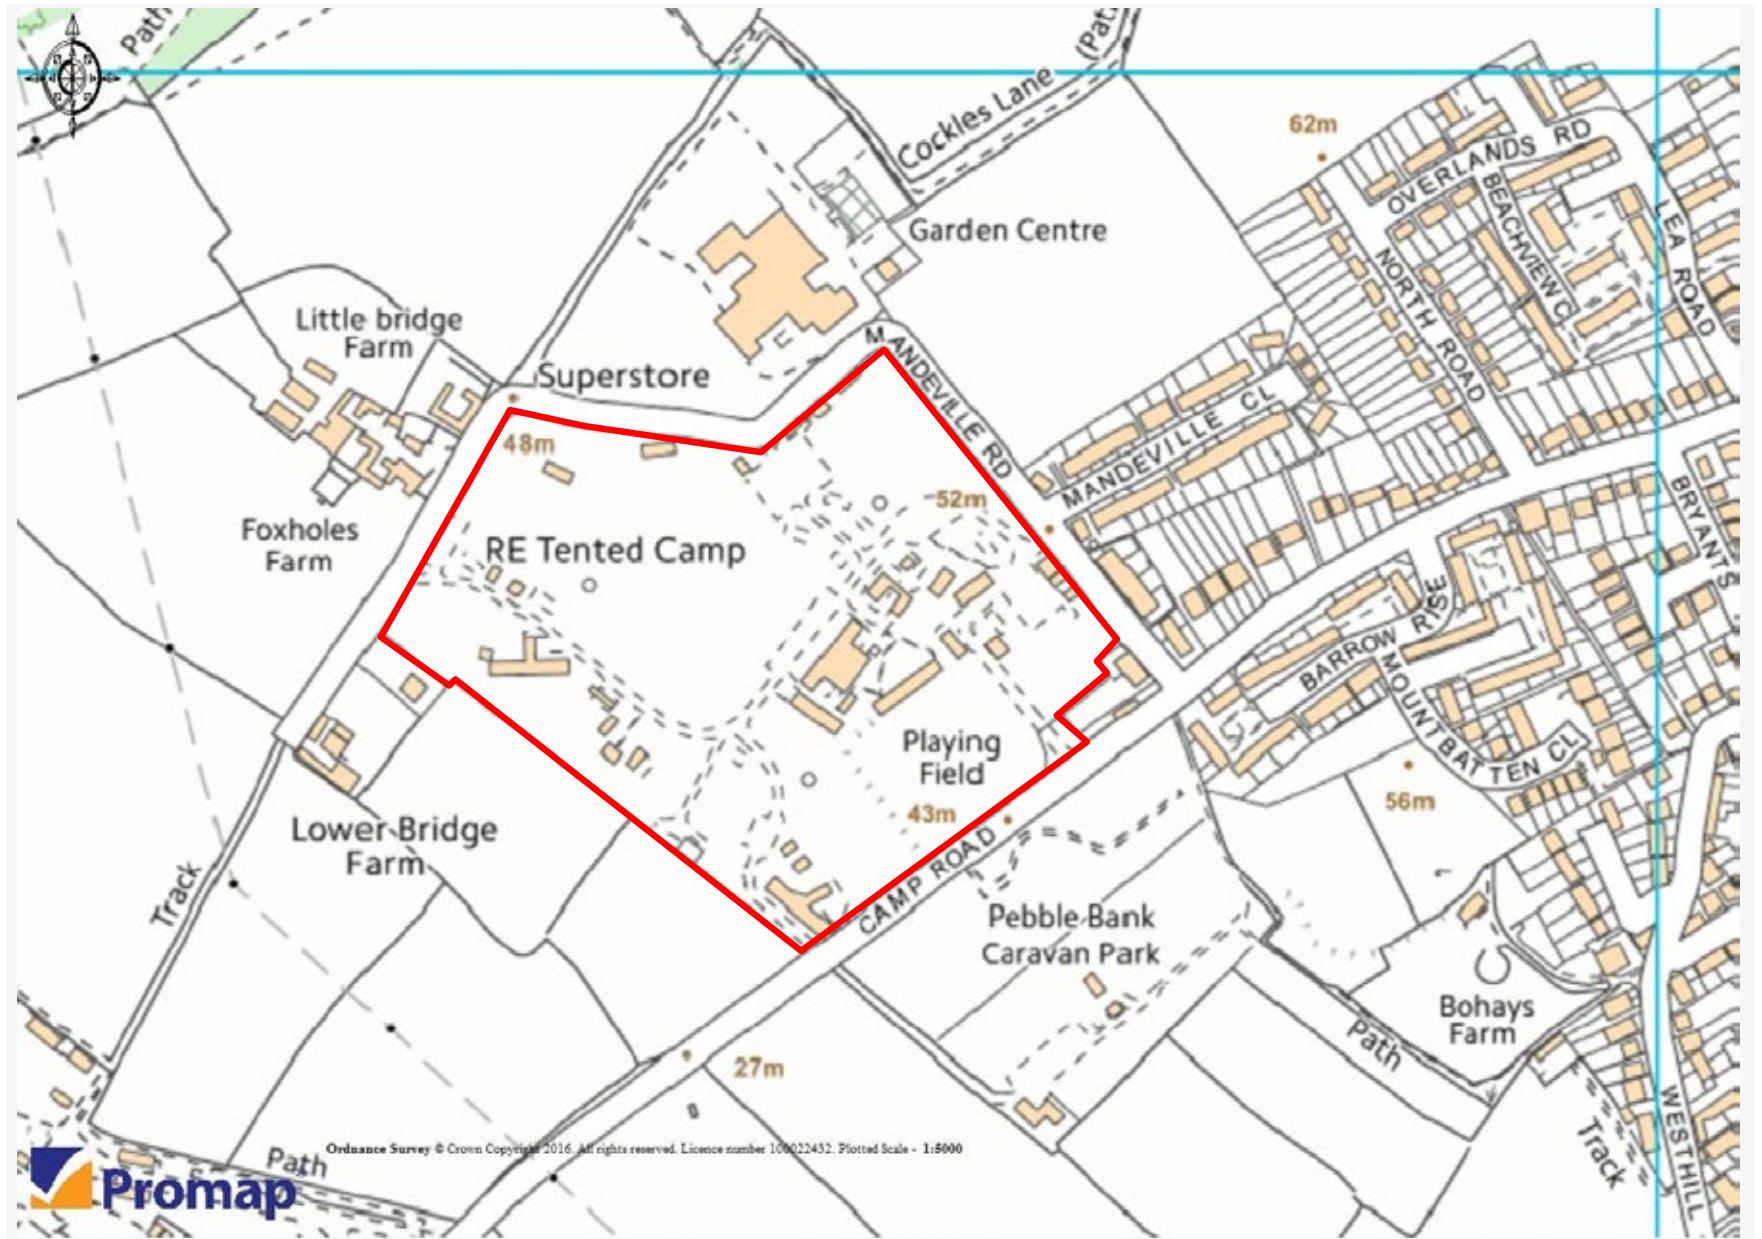 Path
Cockles Lane
(Pat
62m
OVERLANDS RD
BEACHVIEW C
LEA ROAD
NORTH ROAD
Garden Centre
Little bridge
Farm
Superstore
MANDEVILLE RD
MANDEVILLE CL
48m
52m
BRYANTS
Foxholes
Farm
RE Tented Camp
BARROW RISE
MOUNTBATTEN CL
Playing
Field
43m
56m
Lower Bridge
Farm
CAMP ROAD
Track
Pebble Bank
Caravan Park
Bohays
Farm
Path
27m
WESTHILL
Track
Ordnance Survey © Crown Copyright 2016. All rights reserved. Licence number 100022432. Plotted Scale - 1:5000
Path
Promap